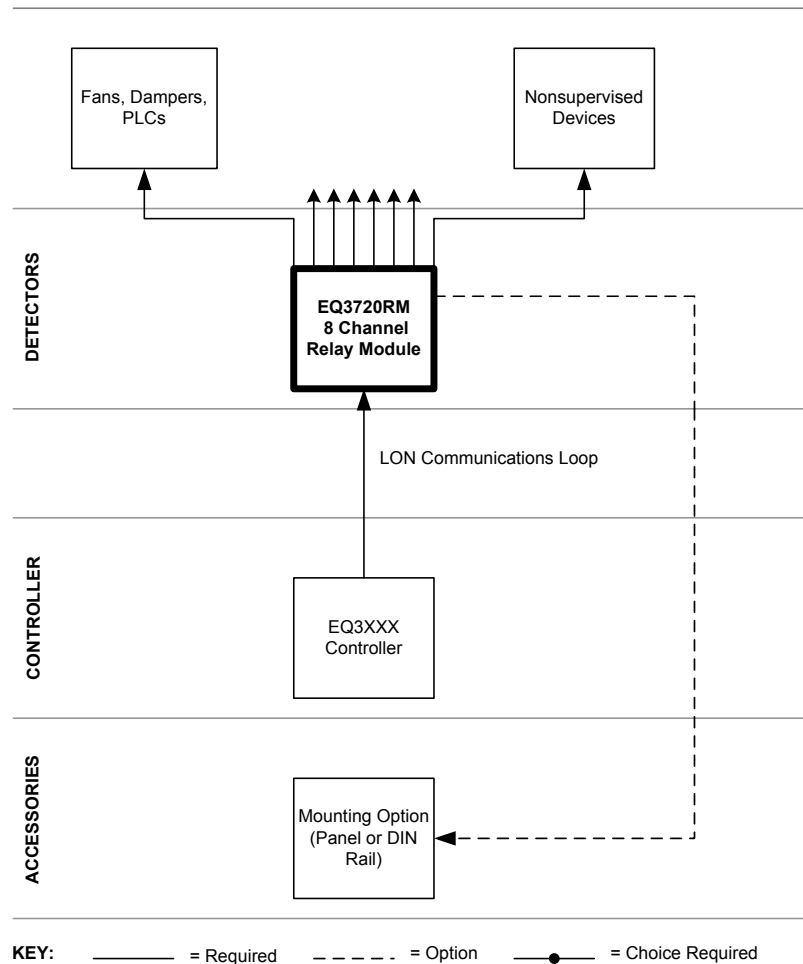 Fans, Dampers,
PLCs
Nonsupervised
Devices
DETECTORS
EQ3720RM
8 Channel
Relay Module
LON Communications Loop
CONTROLLER
EQ3XXX
Controller
ACCESSORIES
Mounting Option
(Panel or DIN
Rail)
KEY: = Required = Option = Choice Required